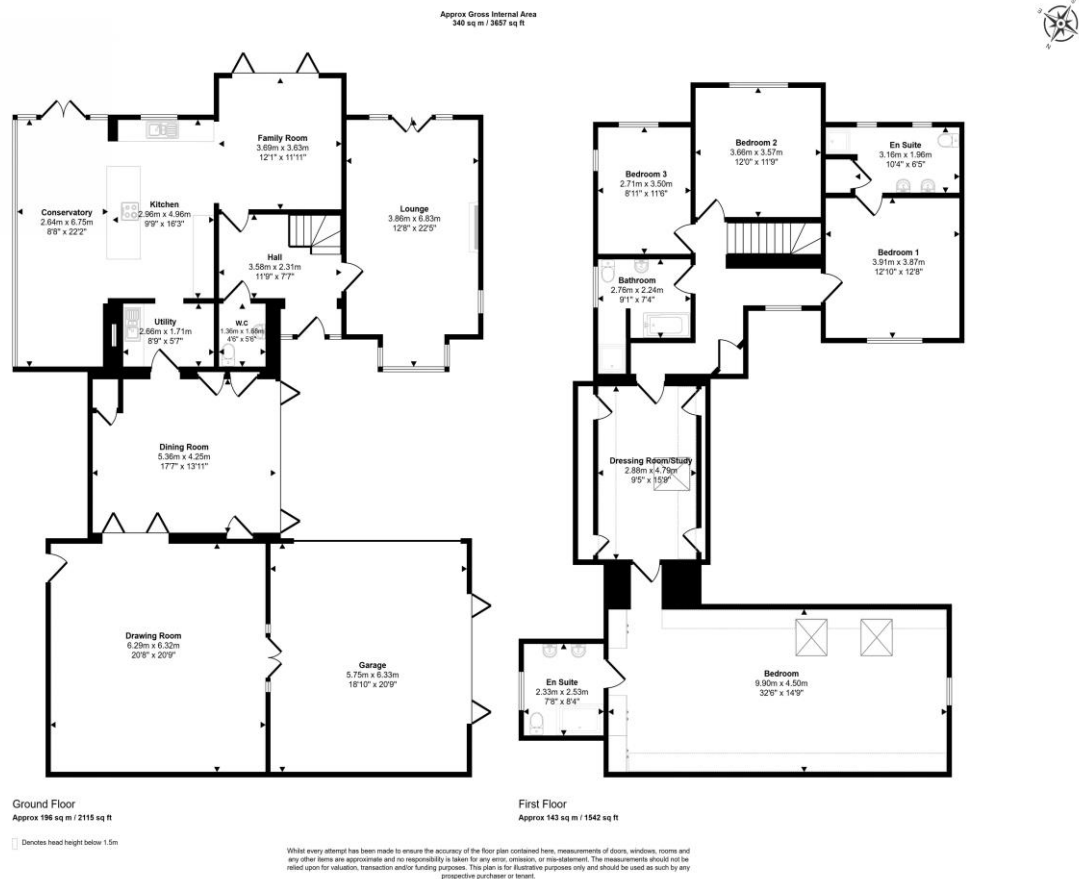 Approx Gross Internal Area
340 sq m / 3657 sq ft
N
Family Room
3.69m x 3.63m
12'1" x 11'11"
Conservatory
2.64m x 6.75m
8'8" x 22'2"
Kitchen
2.96m x 4.96m
9'9" x 16'3"
Lounge
3.86m x 6.83m
12'8" x 22'5"
Hall
3.58m x 2.31m
11'9" x 7'7"
Utility
2.66m x 1.71m
8'9" x 5'7"
W.C
1.36m x 1.68m
4'6" x 5'6"
Dining Room
5.36m x 4.25m
17'7" x 13'11"
Drawing Room
6.29m x 6.32m
20'8" x 20'9"
Garage
5.75m x 6.33m
18'10" x 20'9"
Ground Floor
Approx 196 sq m / 2115 sq ft
Bedroom 2
3.66m x 3.57m
12'0" x 11'9"
En Suite
3.16m x 1.96m
10'4" x 6'5"
Bedroom 3
2.71m x 3.50m
8'11" x 11'6"
Bedroom 1
3.91m x 3.87m
12'10" x 12'8"
Bathroom
2.76m x 2.24m
9'1" x 7'4"
Dressing Room/Study
2.88m x 4.79m
9'5" x 15'9"
Bedroom
9.90m x 4.50m
32'6" x 14'9"
En Suite
2.33m x 2.53m
7'8" x 8'4"
First Floor
Approx 143 sq m / 1542 sq ft
Denotes head height below 1.5m
Whilst every attempt has been made to ensure the accuracy of the floor plan contained here, measurements of doors, windows, rooms and
any other items are approximate and no responsibility is taken for any error, omission, or mis-statement. The measurements should not be
relied upon for valuation, transaction and/or funding purposes. This plan is for illustrative purposes only and should be used as such by any
prospective purchaser or tenant.